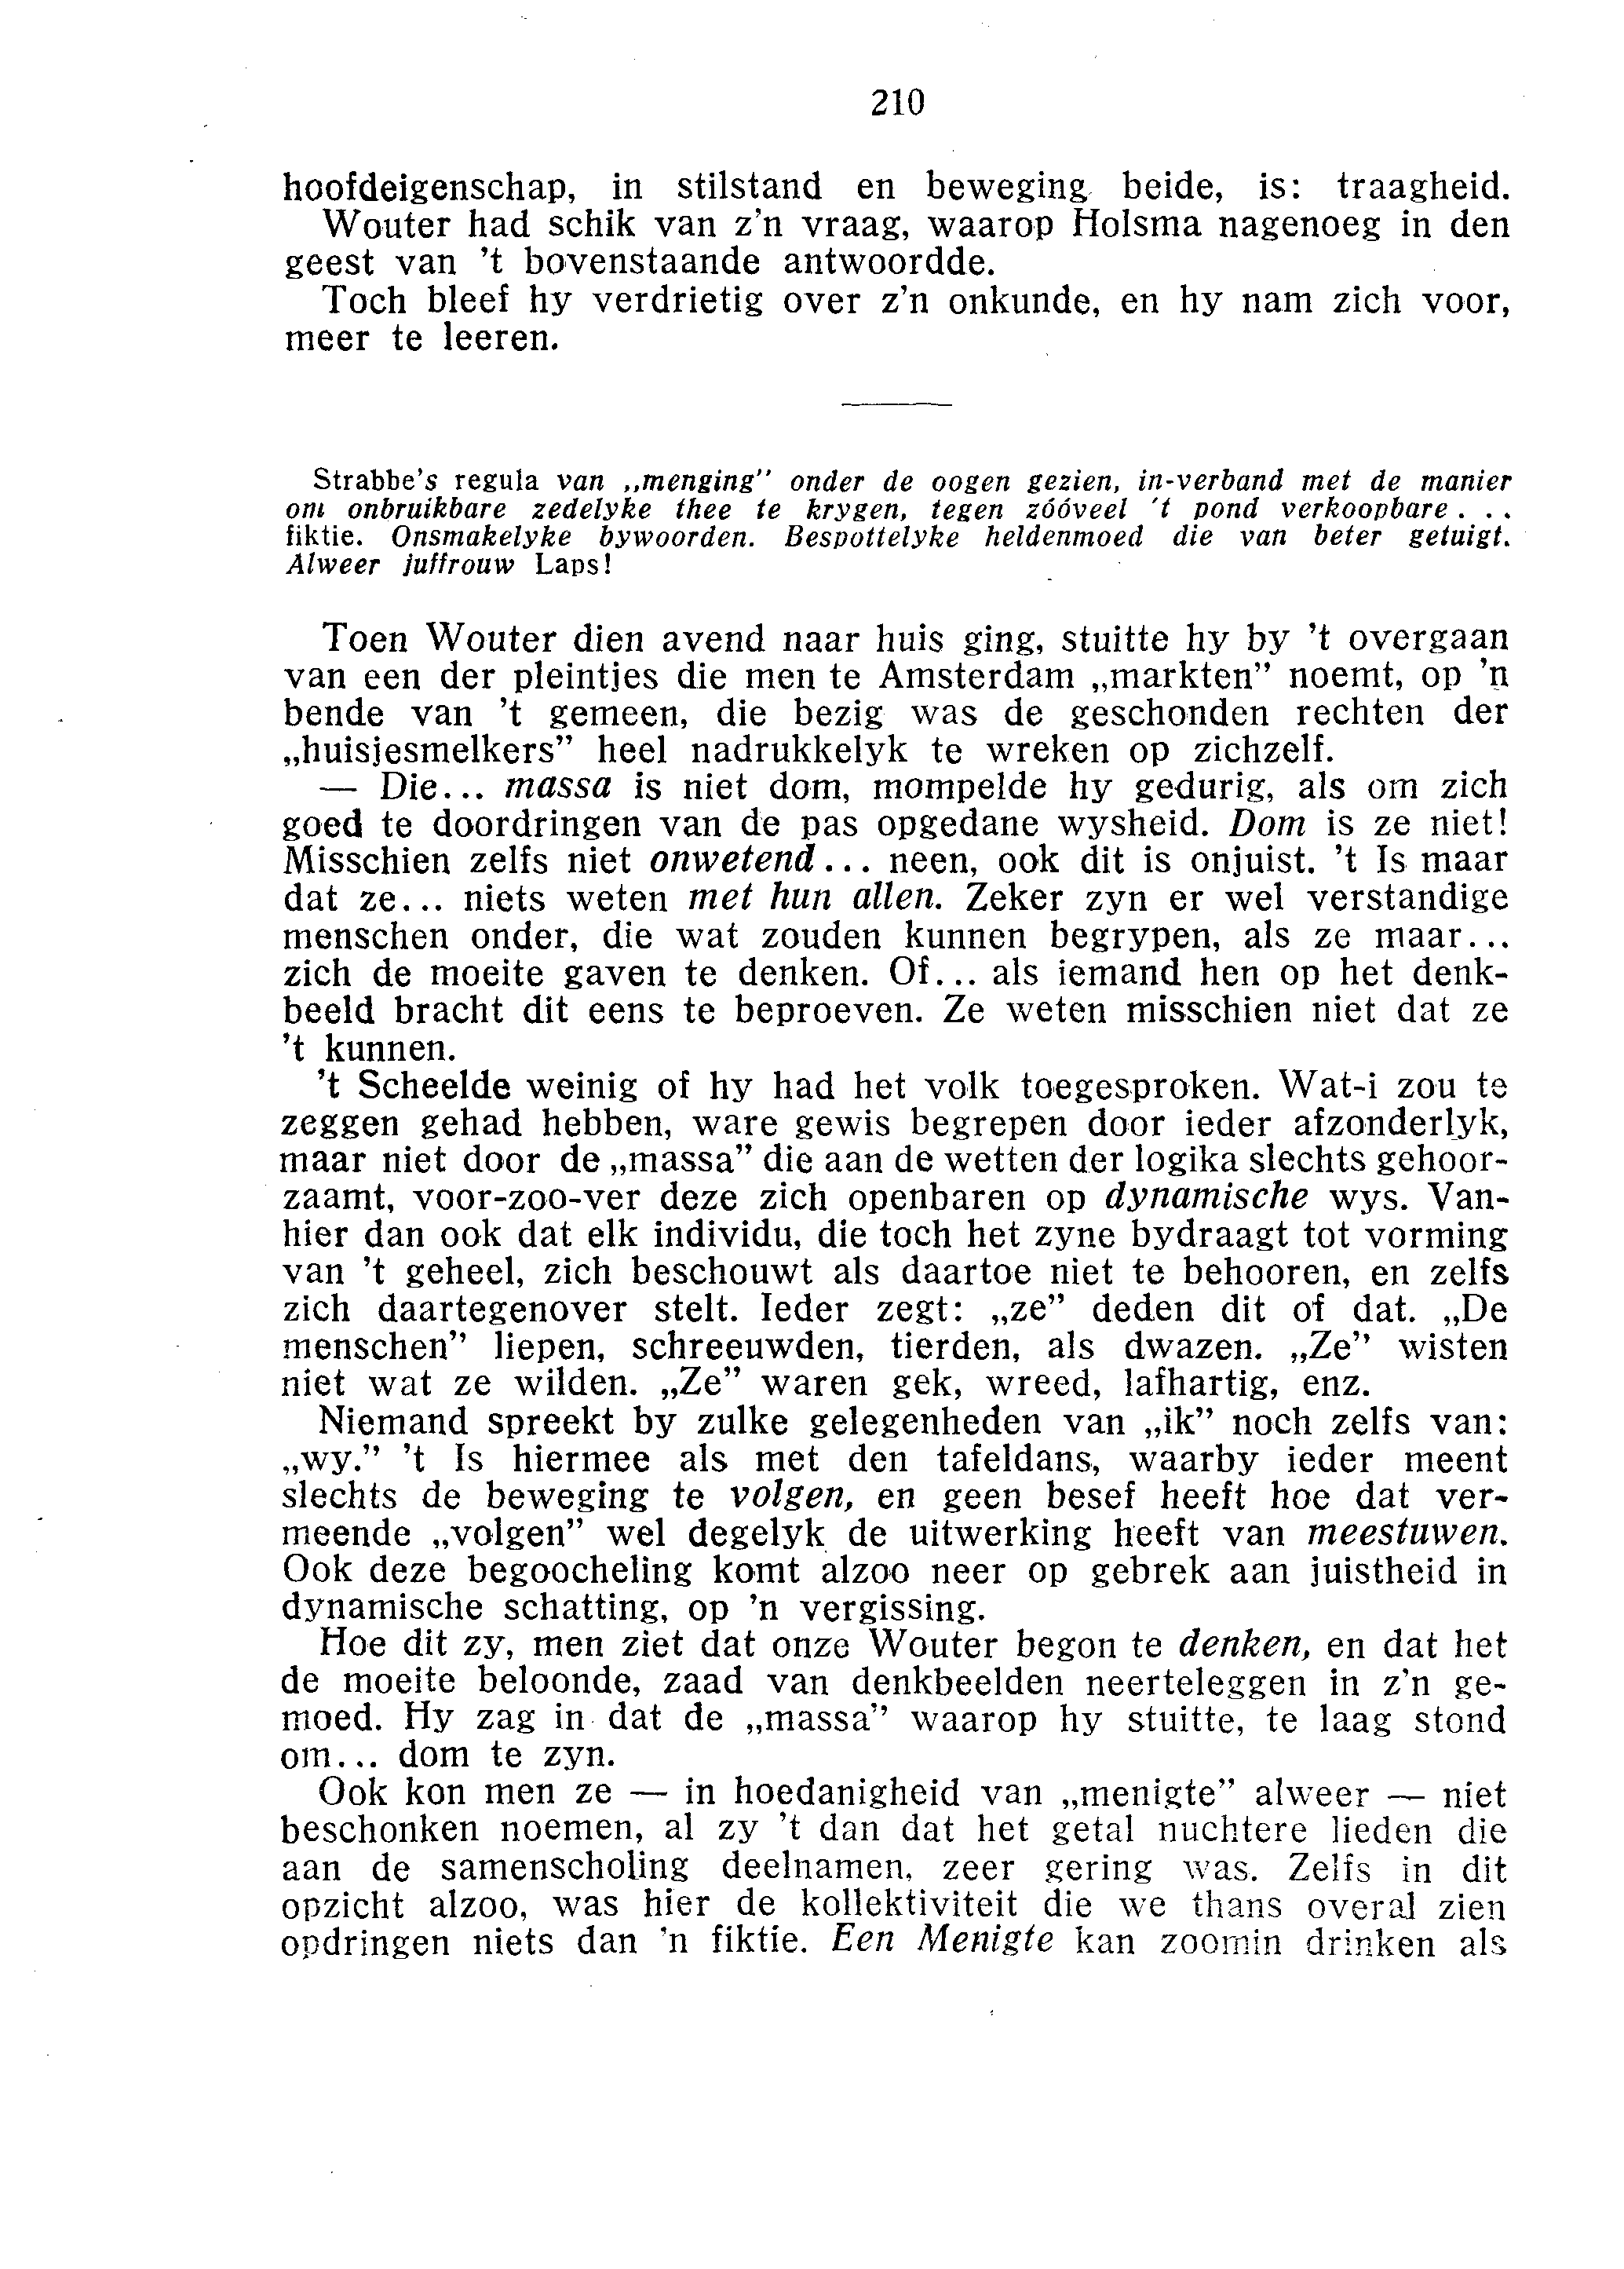 210
hoofdeigenschap, in stilstand en beweging beide, is: traagheid.
Wouter had schik van z'n vraag, waarop Holsma nagenoeg in den
geest van 't bovenstaande antwoordde.
Toch bleef hy verdrietig over z'n onkunde, en hy nam zich voor,
meer te leeren.
Strabbe's regula van „menging” onder de oogen gezien, in-verband met de manier
om onbruikbare zedelyke thee te krygen, tegen zóóveel 't pond verkoopbare . . .
fiktie. Onsmakelyke bywoorden. Bespottelyke heldenmoed die van beter getuigt.
Alweer juffrouw Laps!
Toen Wouter dien avend naar huis ging, stuitte hy by 't overgaan
van een der pleintjes die men te Amsterdam „markten” noemt, op 'n
bende van 't gemeen, die bezig was de geschonden rechten der
„huisjesmelkers” heel nadrukkelyk te wreken op zichzelf.
— Die... massa is niet dom, mompelde hy gedurig, als om zich
goed te doordringen van de pas opgedane wysheid. Dom is ze niet!
Misschien zelfs niet onwetend... neen, ook dit is onjuist. 't Is maar
dat ze... niets weten met hun allen. Zeker zyn er wel verstandige
menschen onder, die wat zouden kunnen begrypen, als ze maar...
zich de moeite gaven te denken. Of... als iemand hen op het denk-
beeld bracht dit eens te beproeven. Ze weten misschien niet dat ze
't kunnen.
't Scheelde weinig of hy had het volk toegesproken. Wat-i zou te
zeggen gehad hebben, ware gewis begrepen door ieder afzonderlyk,
maar niet door de „massa” die aan de wetten der logika slechts gehoor-
zaamt, voor-zoo-ver deze zich openbaren op dynamische wys. Van-
hier dan ook dat elk individu, die toch het zyne bydraagt tot vorming
van 't geheel, zich beschouwt als daartoe niet te behooren, en zelfs
zich daartegenover stelt. Ieder zegt: „ze” deden dit of dat. „De
menschen” liepen, schreeuwden, tierden, als dwazen. „Ze” wisten
niet wat ze wilden. „Ze” waren gek, wreed, lafhartig, enz.
Niemand spreekt by zulke gelegenheden van „ik” noch zelfs van:
„wy.” 't Is hiermee als met den tafeldans, waarby ieder meent
slechts de beweging te volgen, en geen besef heeft hoe dat ver-
meende „volgen” wel degelyk de uitwerking heeft van meestuwen.
Ook deze begoocheling komt alzoo neer op gebrek aan juistheid in
dynamische schatting, op 'n vergissing.
Hoe dit zy, men ziet dat onze Wouter begon te denken, en dat het
de moeite beloonde, zaad van denkbeelden neerteleggen in z'n ge-
moed. Hy zag in dat de „massa” waarop hy stuitte, te laag stond
om... dom te zyn.
Ook kon men ze — in hoedanigheid van „menigte” alweer — niet
beschonken noemen, al zy 't dan dat het getal nuchtere lieden die
aan de samenscholing deelnamen, zeer gering was. Zelfs in dit
opzicht alzoo, was hier de kollektiviteit die we thans overal zien
opdringen niets dan 'n fiktie. Een Menigte kan zoomin drinken als